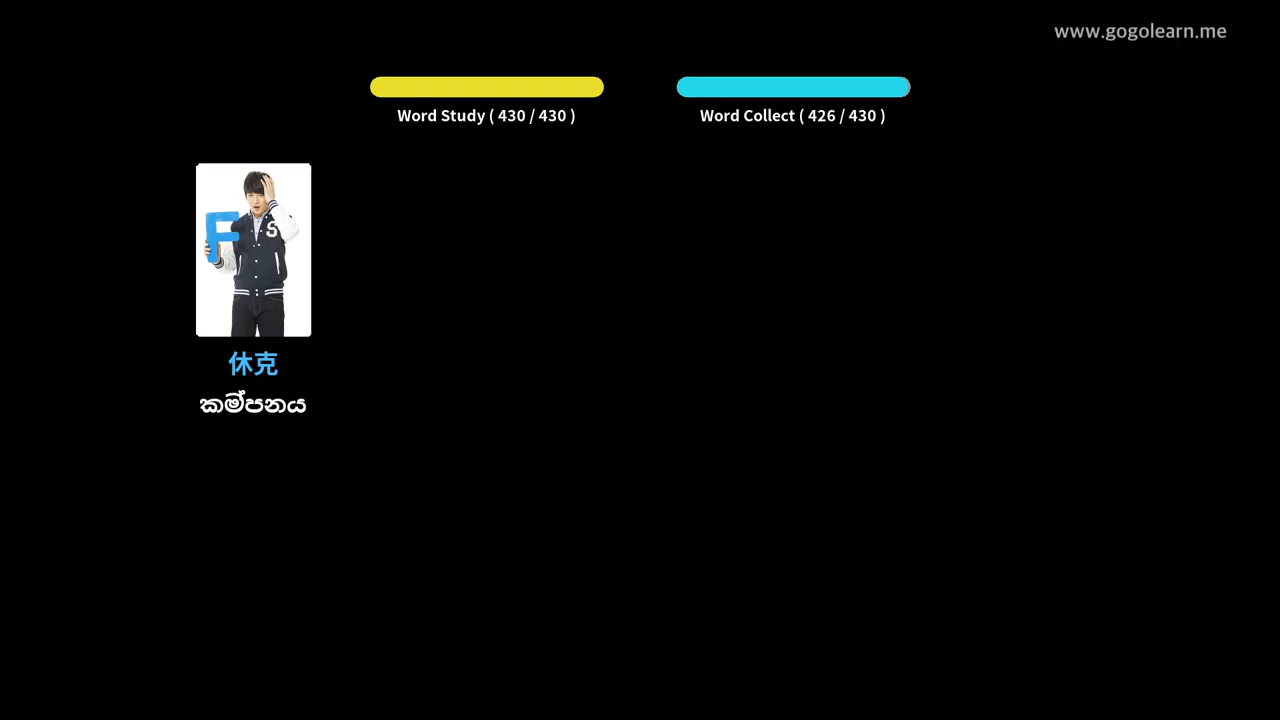 www.gogolearn.me
Word Study ( 430 / 430 )
Word Collect ( 426 / 430 )
F
S
休克
කම්පනය